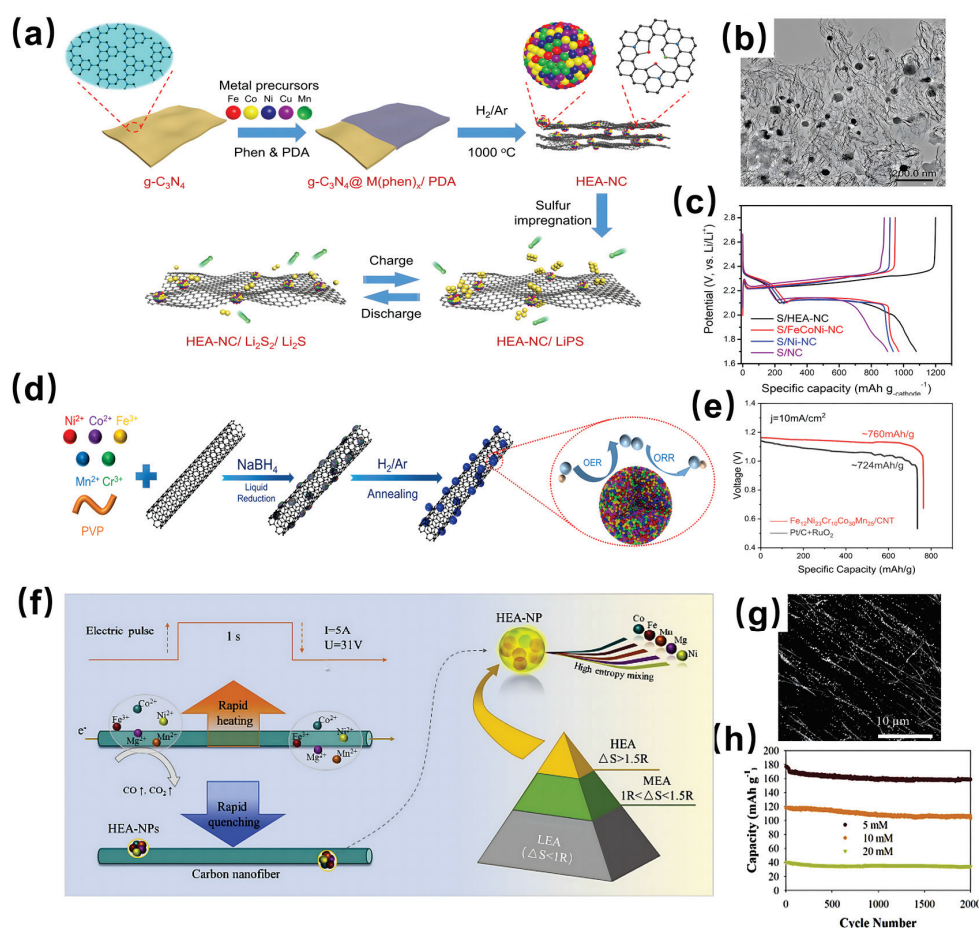 (a)
Metal precursors
Fe Co Ni Cu Mn
Phen & PDA
H₂/Ar
1000 °C
g-C₃N₄
g-C₃N₄@ M(phen)ₓ/ PDA
HEA-NC
Sulfur
impregnation
Charge
Discharge
HEA-NC/ Li₂S₂/ Li₂S
HEA-NC/ LiPS
(b)
200.0 nm
(c)
Potential (V, vs. Li/Li⁺)
2.8
2.6
2.4
2.2
2.0
1.8
1.6
S/HEA-NC
S/FeCoNi-NC
S/Ni-NC
S/NC
0 200 400 600 800 1000 1200
Specific capacity (mAh g-cathode⁻¹)
(d)
Ni²⁺ Co²⁺ Fe³⁺
Mn²⁺ Cr³⁺
PVP
NaBH₄
Liquid
Reduction
H₂/Ar
Annealing
OER
ORR
(e)
Voltage (V)
1.4
1.2
1.0
0.8
0.6
0.4
j=10mA/cm²
~760mAh/g
~724mAh/g
Fe₁₂Ni₂₃Cr₁₀Co₃₀Mn₂₅/CNT
Pt/C+RuO₂
0 200 400 600 800
Specific Capacity (mAh/g)
(f)
Electric pulse
1 s
I=5A
U=31V
Co²⁺
Fe³⁺
Ni²⁺
Mg²⁺
Mn²⁺
e⁻
Rapid
heating
Co²⁺
Fe³⁺
Ni²⁺
Mg²⁺
Mn²⁺
CO ↑, CO₂ ↑
Rapid
quenching
HEA-NPs
Carbon nanofiber
HEA-NP
Co
Fe
Mn
Mg
Ni
High entropy mixing
HEA
△S>1.5R
MEA
1R<△S<1.5R
LEA
(△S<1R)
(g)
10 μm
(h)
Capacity (mAh g⁻¹)
200
180
160
140
120
100
80
60
40
20
0
5 mM
10 mM
20 mM
0 500 1000 1500 2000
Cycle Number